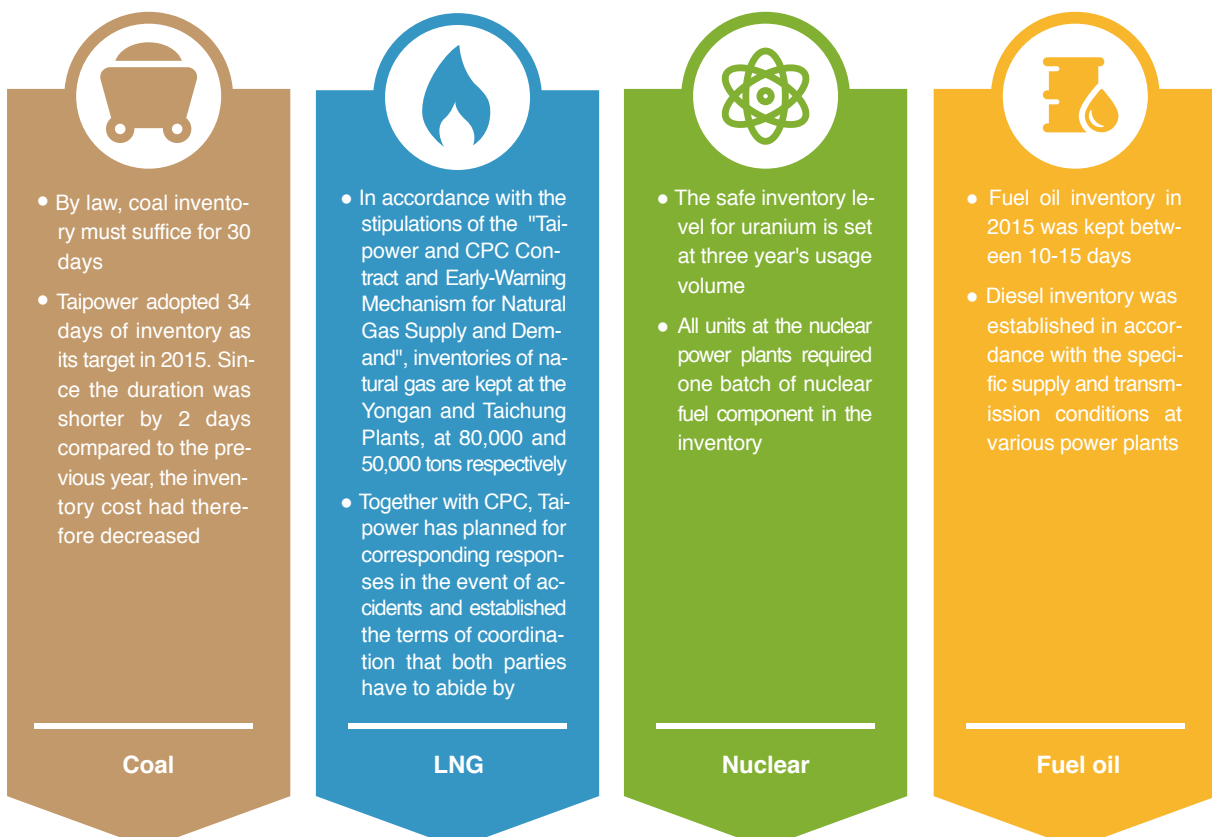 • By law, coal invento-
ry must suffice for 30
days
• Taipower adopted 34
days of inventory as
its target in 2015. Sin-
ce the duration was
shorter by 2 days
compared to the pre-
vious year, the inven-
tory cost had there-
fore decreased
Coal
• In accordance with the
stipulations of the "Tai-
power and CPC Con-
tract and Early-Warning
Mechanism for Natural
Gas Supply and Dem-
and", inventories of na-
tural gas are kept at the
Yongan and Taichung
Plants, at 80,000 and
50,000 tons respectively
• Together with CPC, Tai-
power has planned for
corresponding respon-
ses in the event of ac-
cidents and established
the terms of coordina-
tion that both parties
have to abide by
LNG
• The safe inventory le-
vel for uranium is set
at three year's usage
volume
• All units at the nuclear
power plants required
one batch of nuclear
fuel component in the
inventory
Nuclear
• Fuel oil inventory in
2015 was kept betw-
een 10-15 days
• Diesel inventory was
established in accor-
dance with the speci-
fic supply and transm-
ission conditions at
various power plants
Fuel oil